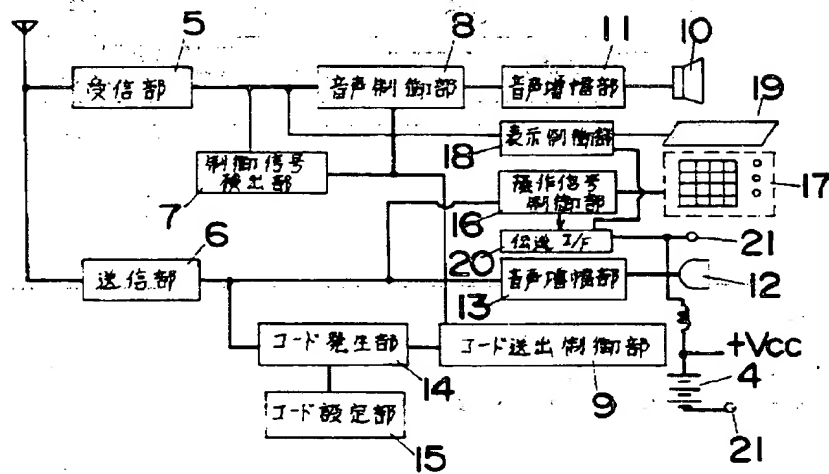 5
8
11
10
受信部
音声制御部
音声増幅部
19
制御信号
検出部
7
表示制御部
18
操作信号
制御部
16
17
6
送信部
伝送 I/F
20
21
音声増幅部
13
12
コード発生部
14
コード送出制御部
9
+Vcc
4
コード設定部
15
21